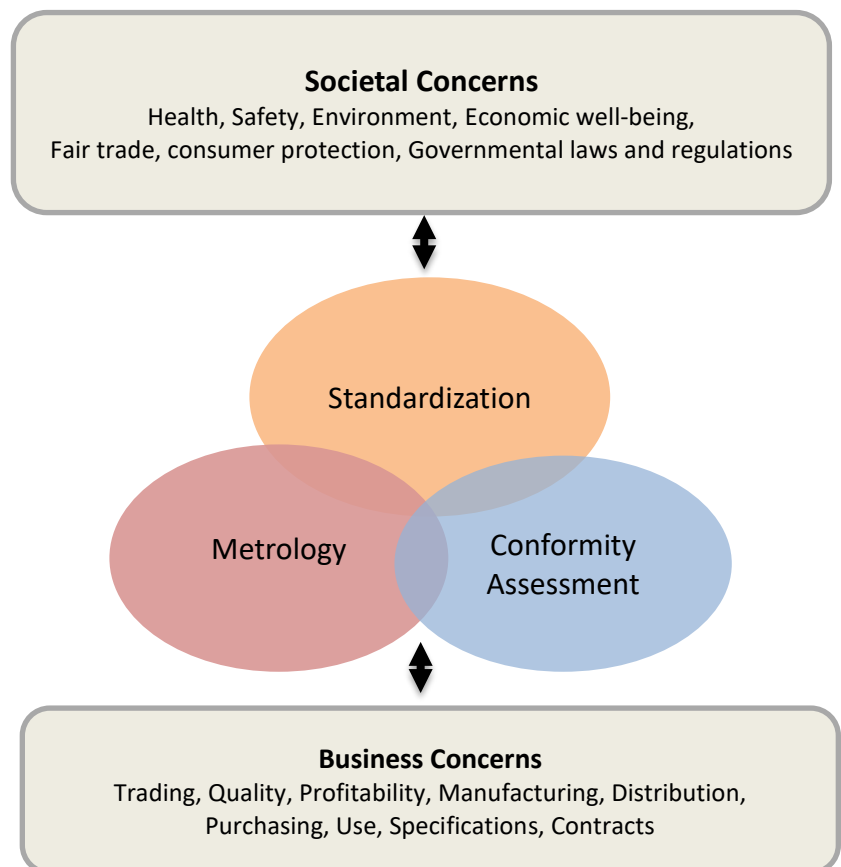 Societal Concerns
Health, Safety, Environment, Economic well-being,
Fair trade, consumer protection, Governmental laws and regulations
Standardization
Metrology
Conformity
Assessment
Business Concerns
Trading, Quality, Profitability, Manufacturing, Distribution,
Purchasing, Use, Specifications, Contracts